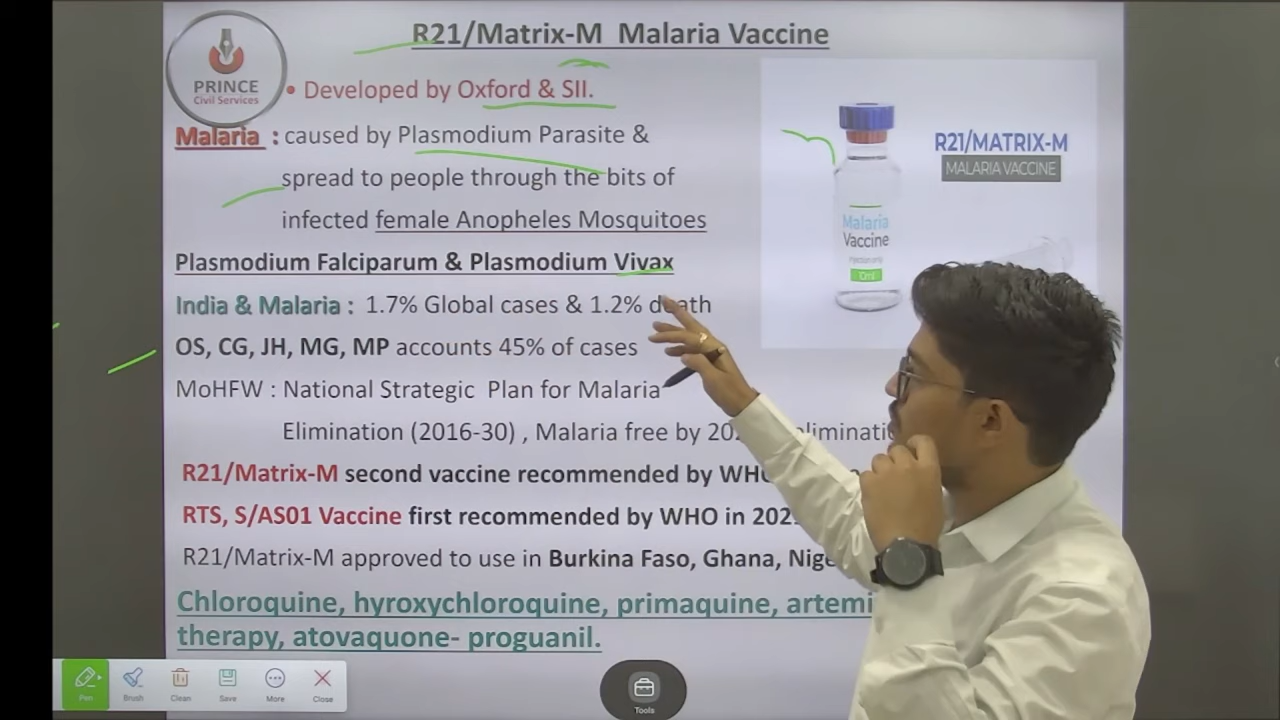 R21/Matrix-M Malaria Vaccine
PRINCE
Civil Services
• Developed by Oxford & SII.
Malaria : caused by Plasmodium Parasite &
spread to people through the bits of
infected female Anopheles Mosquitoes
Plasmodium Falciparum & Plasmodium Vivax
India & Malaria : 1.7% Global cases & 1.2% death
OS, CG, JH, MG, MP accounts 45% of cases
MoHFW : National Strategic Plan for Malaria
Elimination (2016-30) , Malaria free by
R21/Matrix-M second vaccine recommended by WHO
RTS, S/AS01 Vaccine first recommended by WHO in
R21/Matrix-M approved to use in Burkina Faso, Ghana,
Chloroquine, hyroxychloroquine, primaquine,
therapy, atovaquone- proguanil.
R21/MATRIX-M
MALARIA VACCINE
Malaria
Vaccine
Pen
Brush
Clean
Save
More
Close
Tools